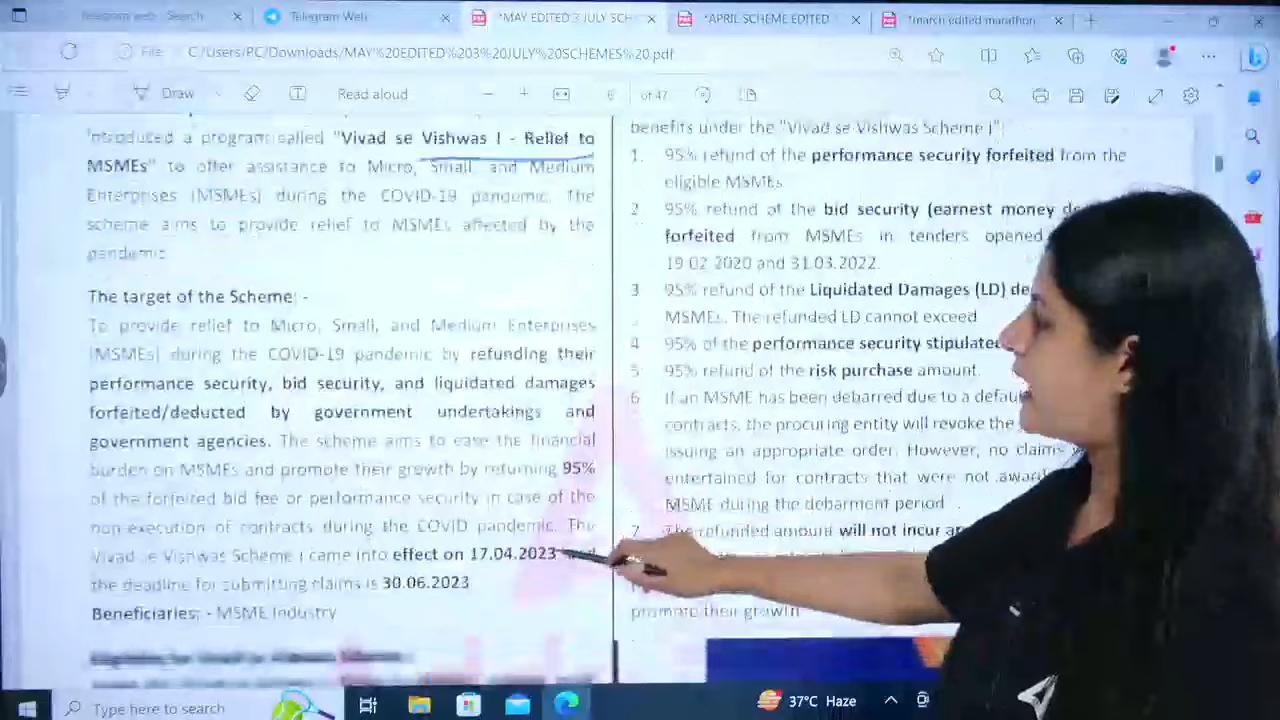 Telegram web - Search
Telegram Web
*MAY EDITED 3 JULY SCH
*APRIL SCHEME EDITED
*march edited marathon
File
C:/Users/PC/Downloads/MAY%20EDITED%203%20JULY%20SCHEMES%20.pdf
Draw
Read aloud
6 of 47
introduced a program called "Vivad se Vishwas I - Relief to
MSMEs" to offer assistance to Micro, Small, and Medium
Enterprises (MSMEs) during the COVID-19 pandemic. The
scheme aims to provide relief to MSMEs affected by the
pandemic.
The target of the Scheme: -
To provide relief to Micro, Small, and Medium Enterprises
(MSMEs) during the COVID-19 pandemic by refunding their
performance security, bid security, and liquidated damages
forfeited/deducted by government undertakings and
government agencies. The scheme aims to ease the financial
burden on MSMEs and promote their growth by returning 95%
of the forfeited bid fee or performance security in case of the
non-execution of contracts during the COVID pandemic. The
Vivad se Vishwas Scheme I came into effect on 17.04.2023
the deadline for submitting claims is 30.06.2023
Beneficiaries: - MSME Industry
benefits under the "Vivad se Vishwas Scheme I":
1. 95% refund of the performance security forfeited from the
eligible MSMEs
2. 95% refund of the bid security (earnest money
forfeited from MSMEs in tenders opened
19.02.2020 and 31.03.2022.
3 95% refund of the Liquidated Damages (LD) de
MSMEs. The refunded LD cannot exceed
4 95% of the performance security stipulate
5 95% refund of the risk purchase amount.
6 If an MSME has been debarred due to a defau
contracts, the procuring entity will revoke the
issuing an appropriate order. However, no claims
entertained for contracts that were not award
MSME during the debarment period
7 The refunded amount will not incur
promote their growth
Type here to search
37°C Haze